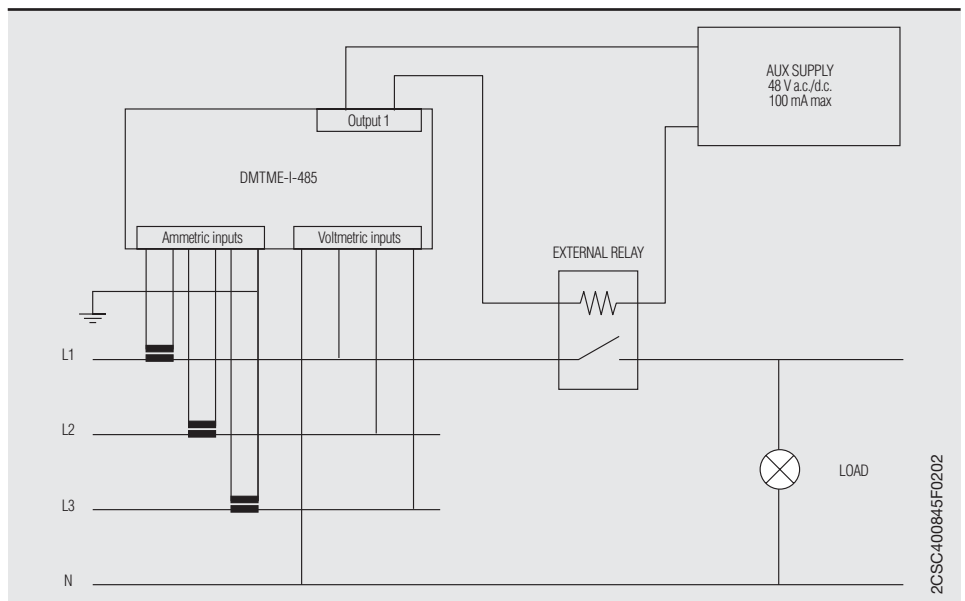 AUX SUPPLY
48 V a.c./d.c.
100 mA max
Output 1
DMTME-I-485
Ammetric inputs
Voltmetric inputs
EXTERNAL RELAY
L1
L2
L3
LOAD
N
2CSC400845F0202